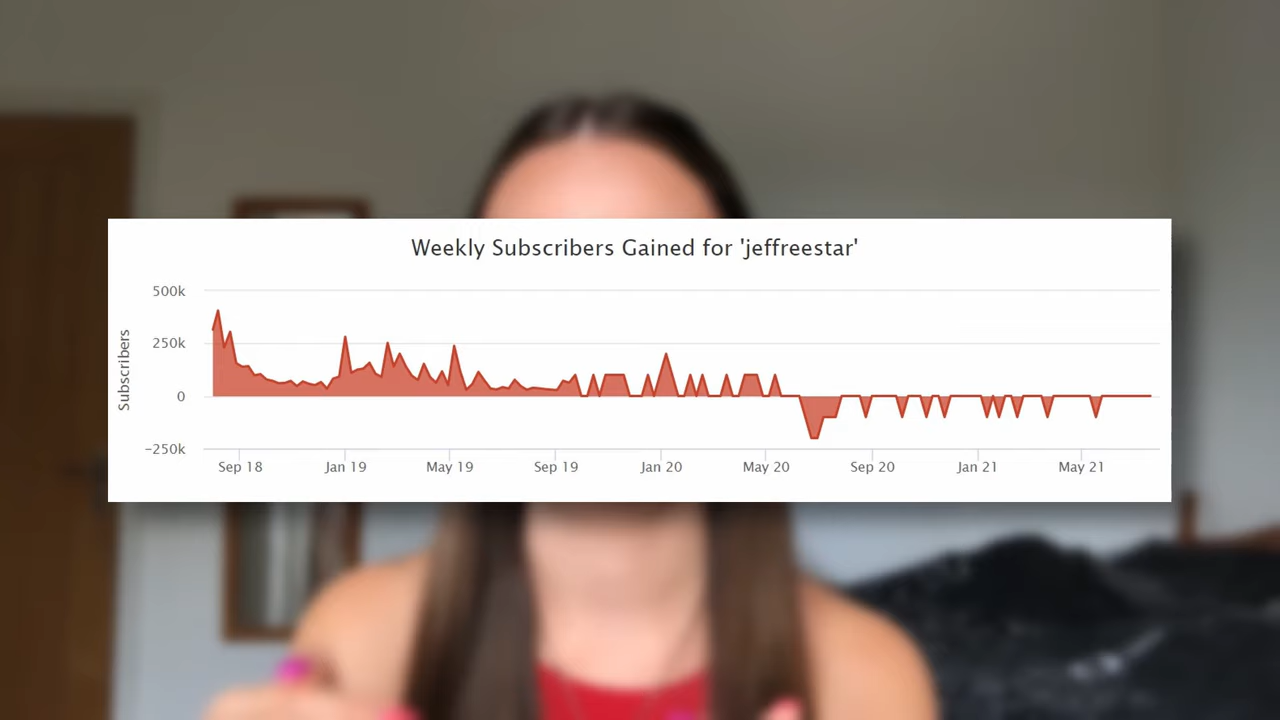 Weekly Subscribers Gained for 'jeffreestar'
500k
250k
0
−250k
Subscribers
Sep 18 Jan 19 May 19 Sep 19 Jan 20 May 20 Sep 20 Jan 21 May 21